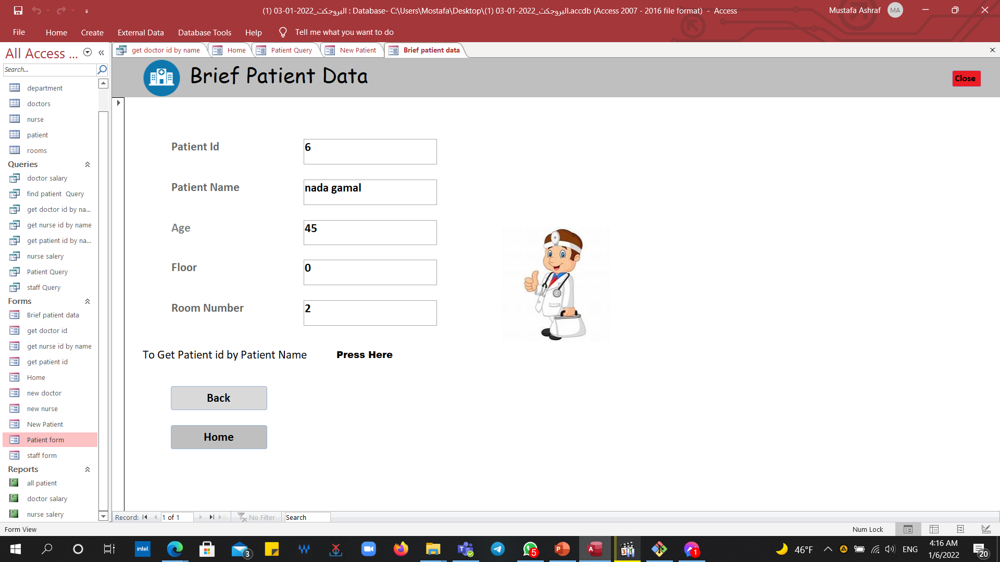 البروجكت_2022-01-03 (1) : Database- C:\Users\Mostafa\Desktop\(1) 03-01-2022_البروجكت.accdb (Access 2007 - 2016 file format) - Access
Mustafa Ashraf
MA
File
Home
Create
External Data
Database Tools
Help
Tell me what you want to do
All Access ...
Search...
department
doctors
nurse
patient
rooms
Queries
doctor salary
find patient Query
get doctor id by na...
get nurse id by name
get patient id by na...
nurse salery
Patient Query
staff Query
Forms
Brief patient data
get doctor id
get nurse id by name
get patient id
Home
new doctor
new nurse
New Patient
Patient form
staff form
Reports
all patient
doctor salary
nurse salery
get doctor id by name
Home
Patient Query
New Patient
Brief patient data
Brief Patient Data
Close
Patient Id
6
Patient Name
nada gamal
Age
45
Floor
0
Room Number
2
To Get Patient id by Patient Name
Press Here
Back
Home
Record:
1 of 1
No Filter
Search
Form View
Num Lock
intel
3
5
1
46°F
ENG
4:16 AM
1/6/2022
20